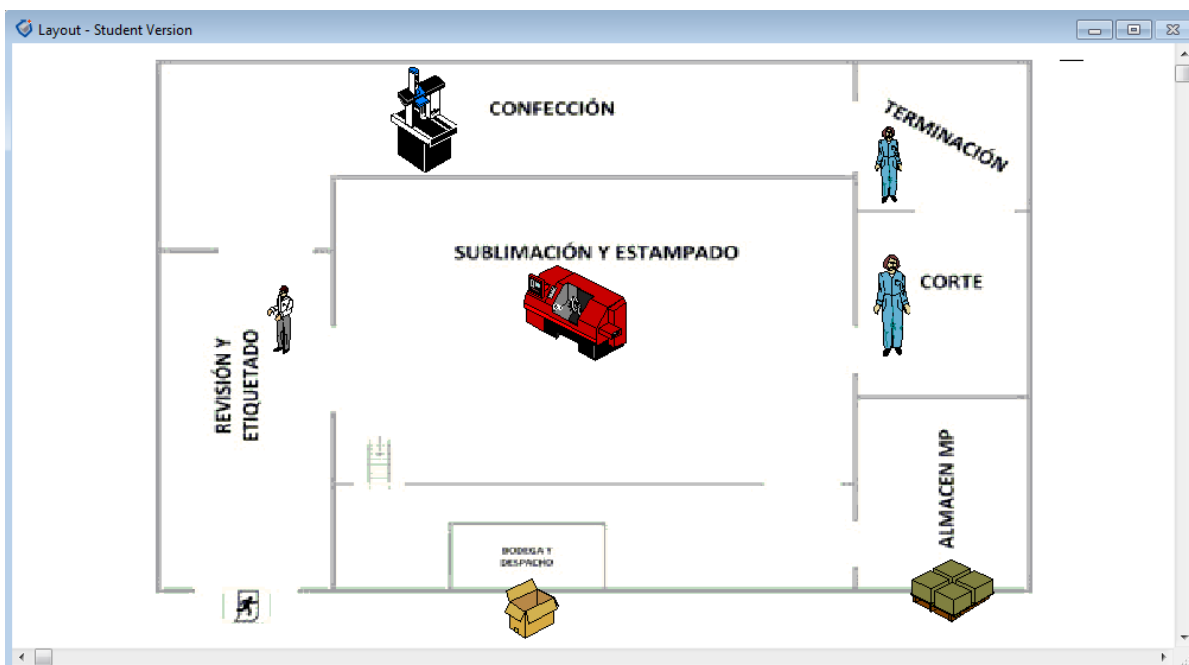 Layout - Student Version
CONFECCIÓN
TERMINACIÓN
SUBLIMACIÓN Y ESTAMPADO
CORTE
REVISIÓN Y
ETIQUETADO
ALMACEN MP
BODEGA Y
DESPACHO